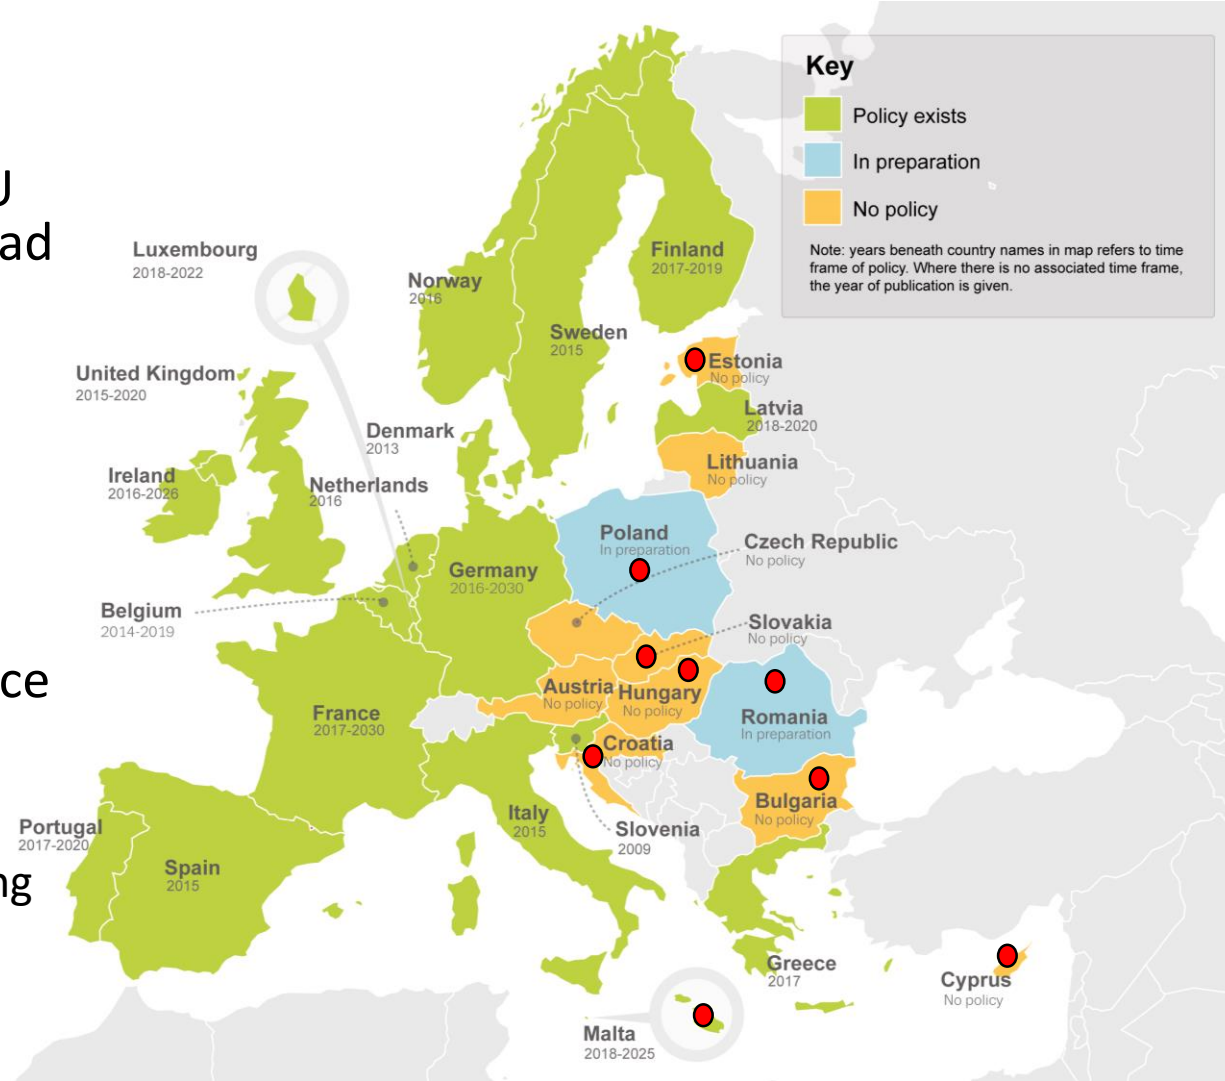 U
ad
ce
ng
Key
Policy exists
In preparation
No policy
Note: years beneath country names in map refers to time
frame of policy. Where there is no associated time frame,
the year of publication is given.
Luxembourg
2018-2022
Finland
2017-2019
Norway
2016
Sweden
2015
Estonia
No policy
United Kingdom
2015-2020
Latvia
2018-2020
Denmark
2013
Lithuania
No policy
Ireland
2016-2026
Netherlands
2016
Poland
In preparation
Czech Republic
No policy
Germany
2016-2030
Belgium
2014-2019
Slovakia
No policy
Austria
No policy
Hungary
No policy
France
2017-2030
Romania
In preparation
Croatia
No policy
Bulgaria
No policy
Italy
2015
Slovenia
2009
Portugal
2017-2020
Spain
2015
Greece
2017
Cyprus
No policy
Malta
2018-2025